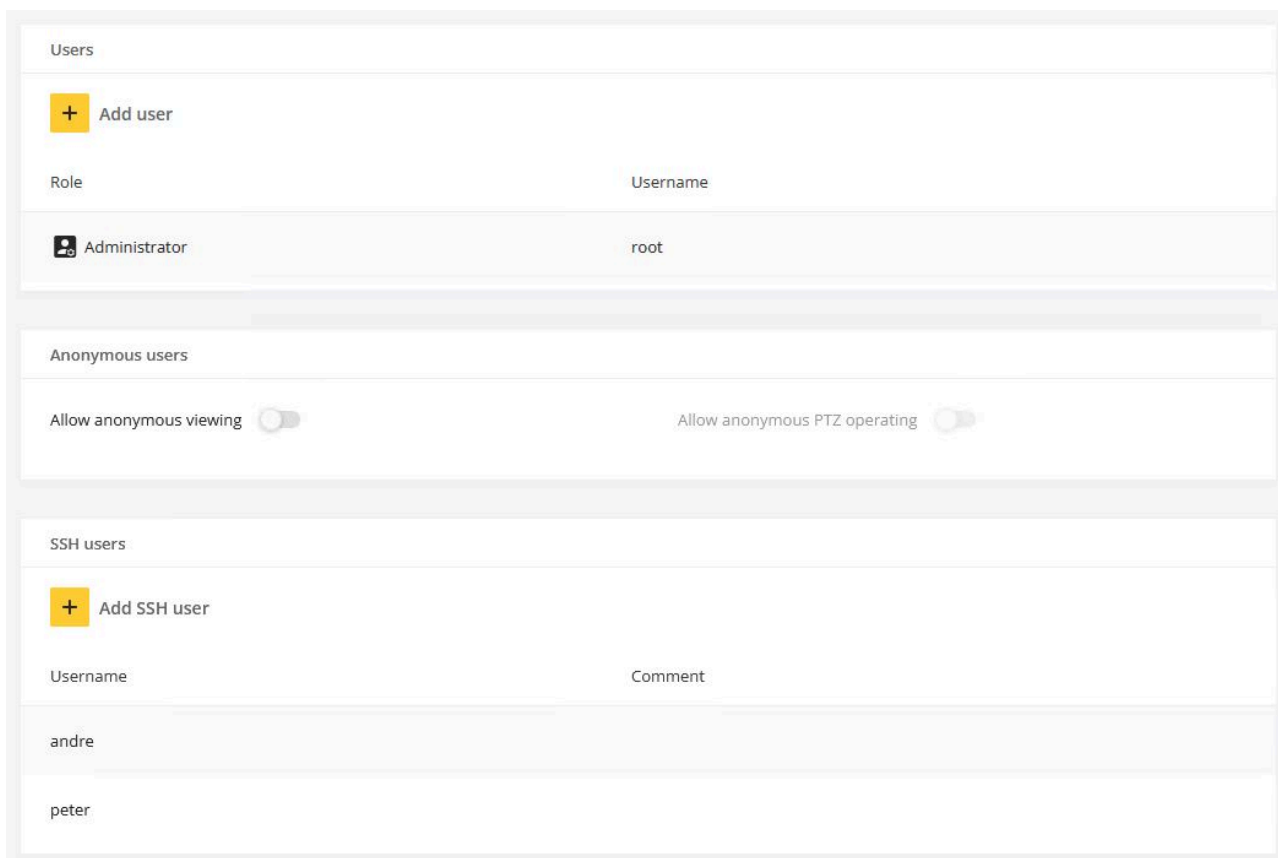 Users
+ Add user
Role Username
Administrator root
Anonymous users
Allow anonymous viewing Allow anonymous PTZ operating
SSH users
+ Add SSH user
Username Comment
andre
peter